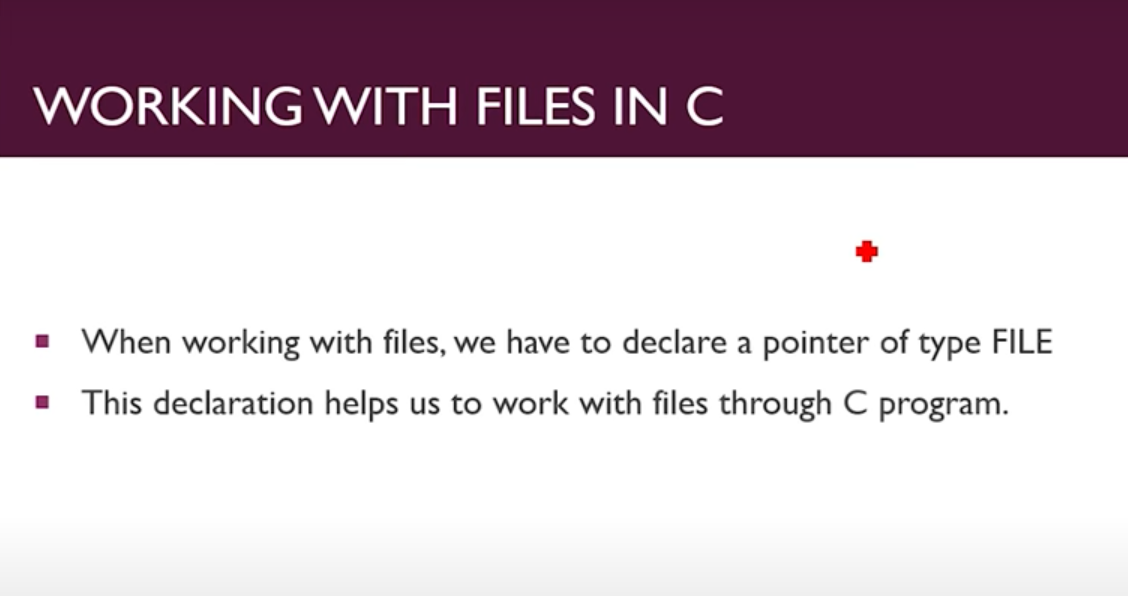 WORKING WITH FILES IN C
When working with files, we have to declare a pointer of type FILE
This declaration helps us to work with files through C program.